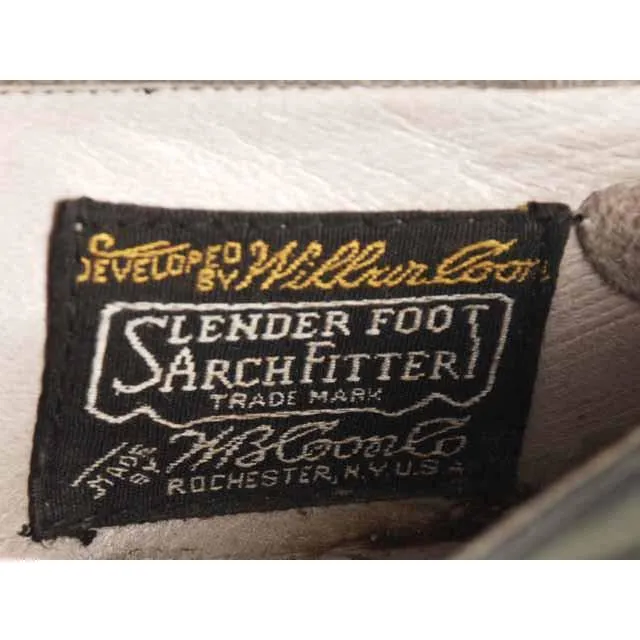 DEVELOPED BY Wilbur Coon
SLENDER FOOT
ARCH FITTER
TRADE MARK
MADE BY W.B. Coon Co
ROCHESTER, N.Y. U.S.A